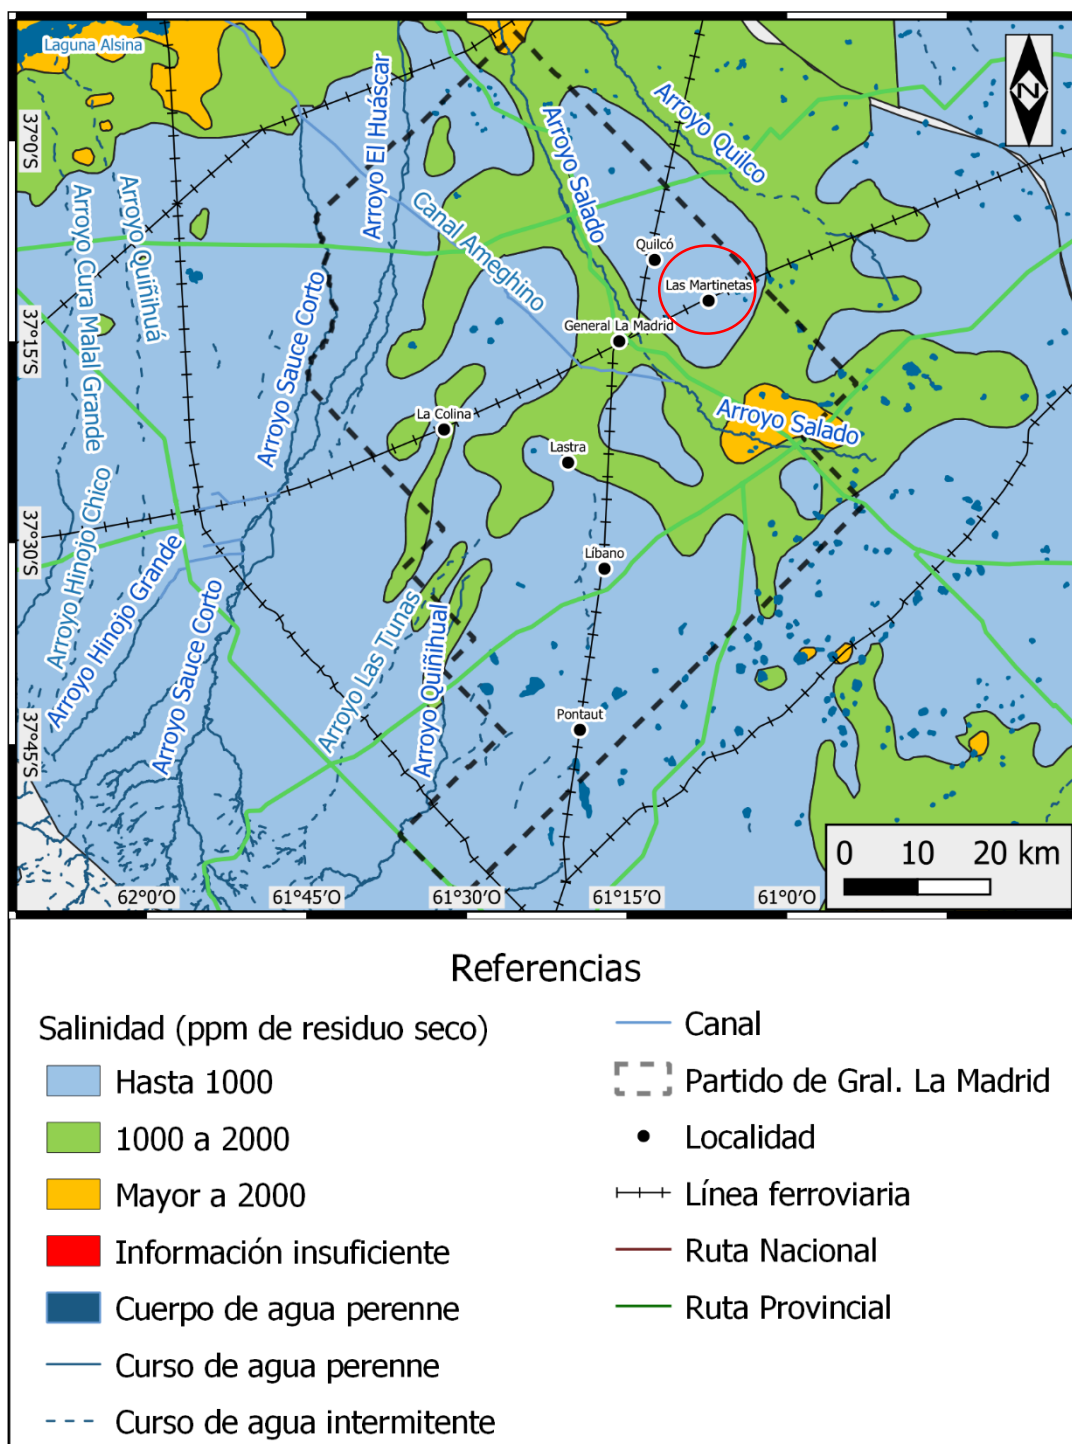 Laguna Alsina
Arroyo El Huáscar
Arroyo Salado
Arroyo Quilco
N
37°0'S
Arroyo Cura Malal Grande
Arroyo Quiñihuá
Canal Ameghino
Quilcó
Las Martinetas
37°15'S
Arroyo Sauce Corto
General La Madrid
La Colina
Arroyo Salado
Lastra
37°30'S
Arroyo Hinojo Chico
Arroyo Hinojo Grande
Líbano
Arroyo Sauce Corto
Arroyo Las Tunas
Arroyo Quiñihual
37°45'S
Pontaut
0 10 20 km
62°0'O 61°45'O 61°30'O 61°15'O 61°0'O
Referencias
Salinidad (ppm de residuo seco)
Hasta 1000
1000 a 2000
Mayor a 2000
Información insuficiente
Cuerpo de agua perenne
Curso de agua perenne
Curso de agua intermitente
Canal
Partido de Gral. La Madrid
Localidad
Línea ferroviaria
Ruta Nacional
Ruta Provincial